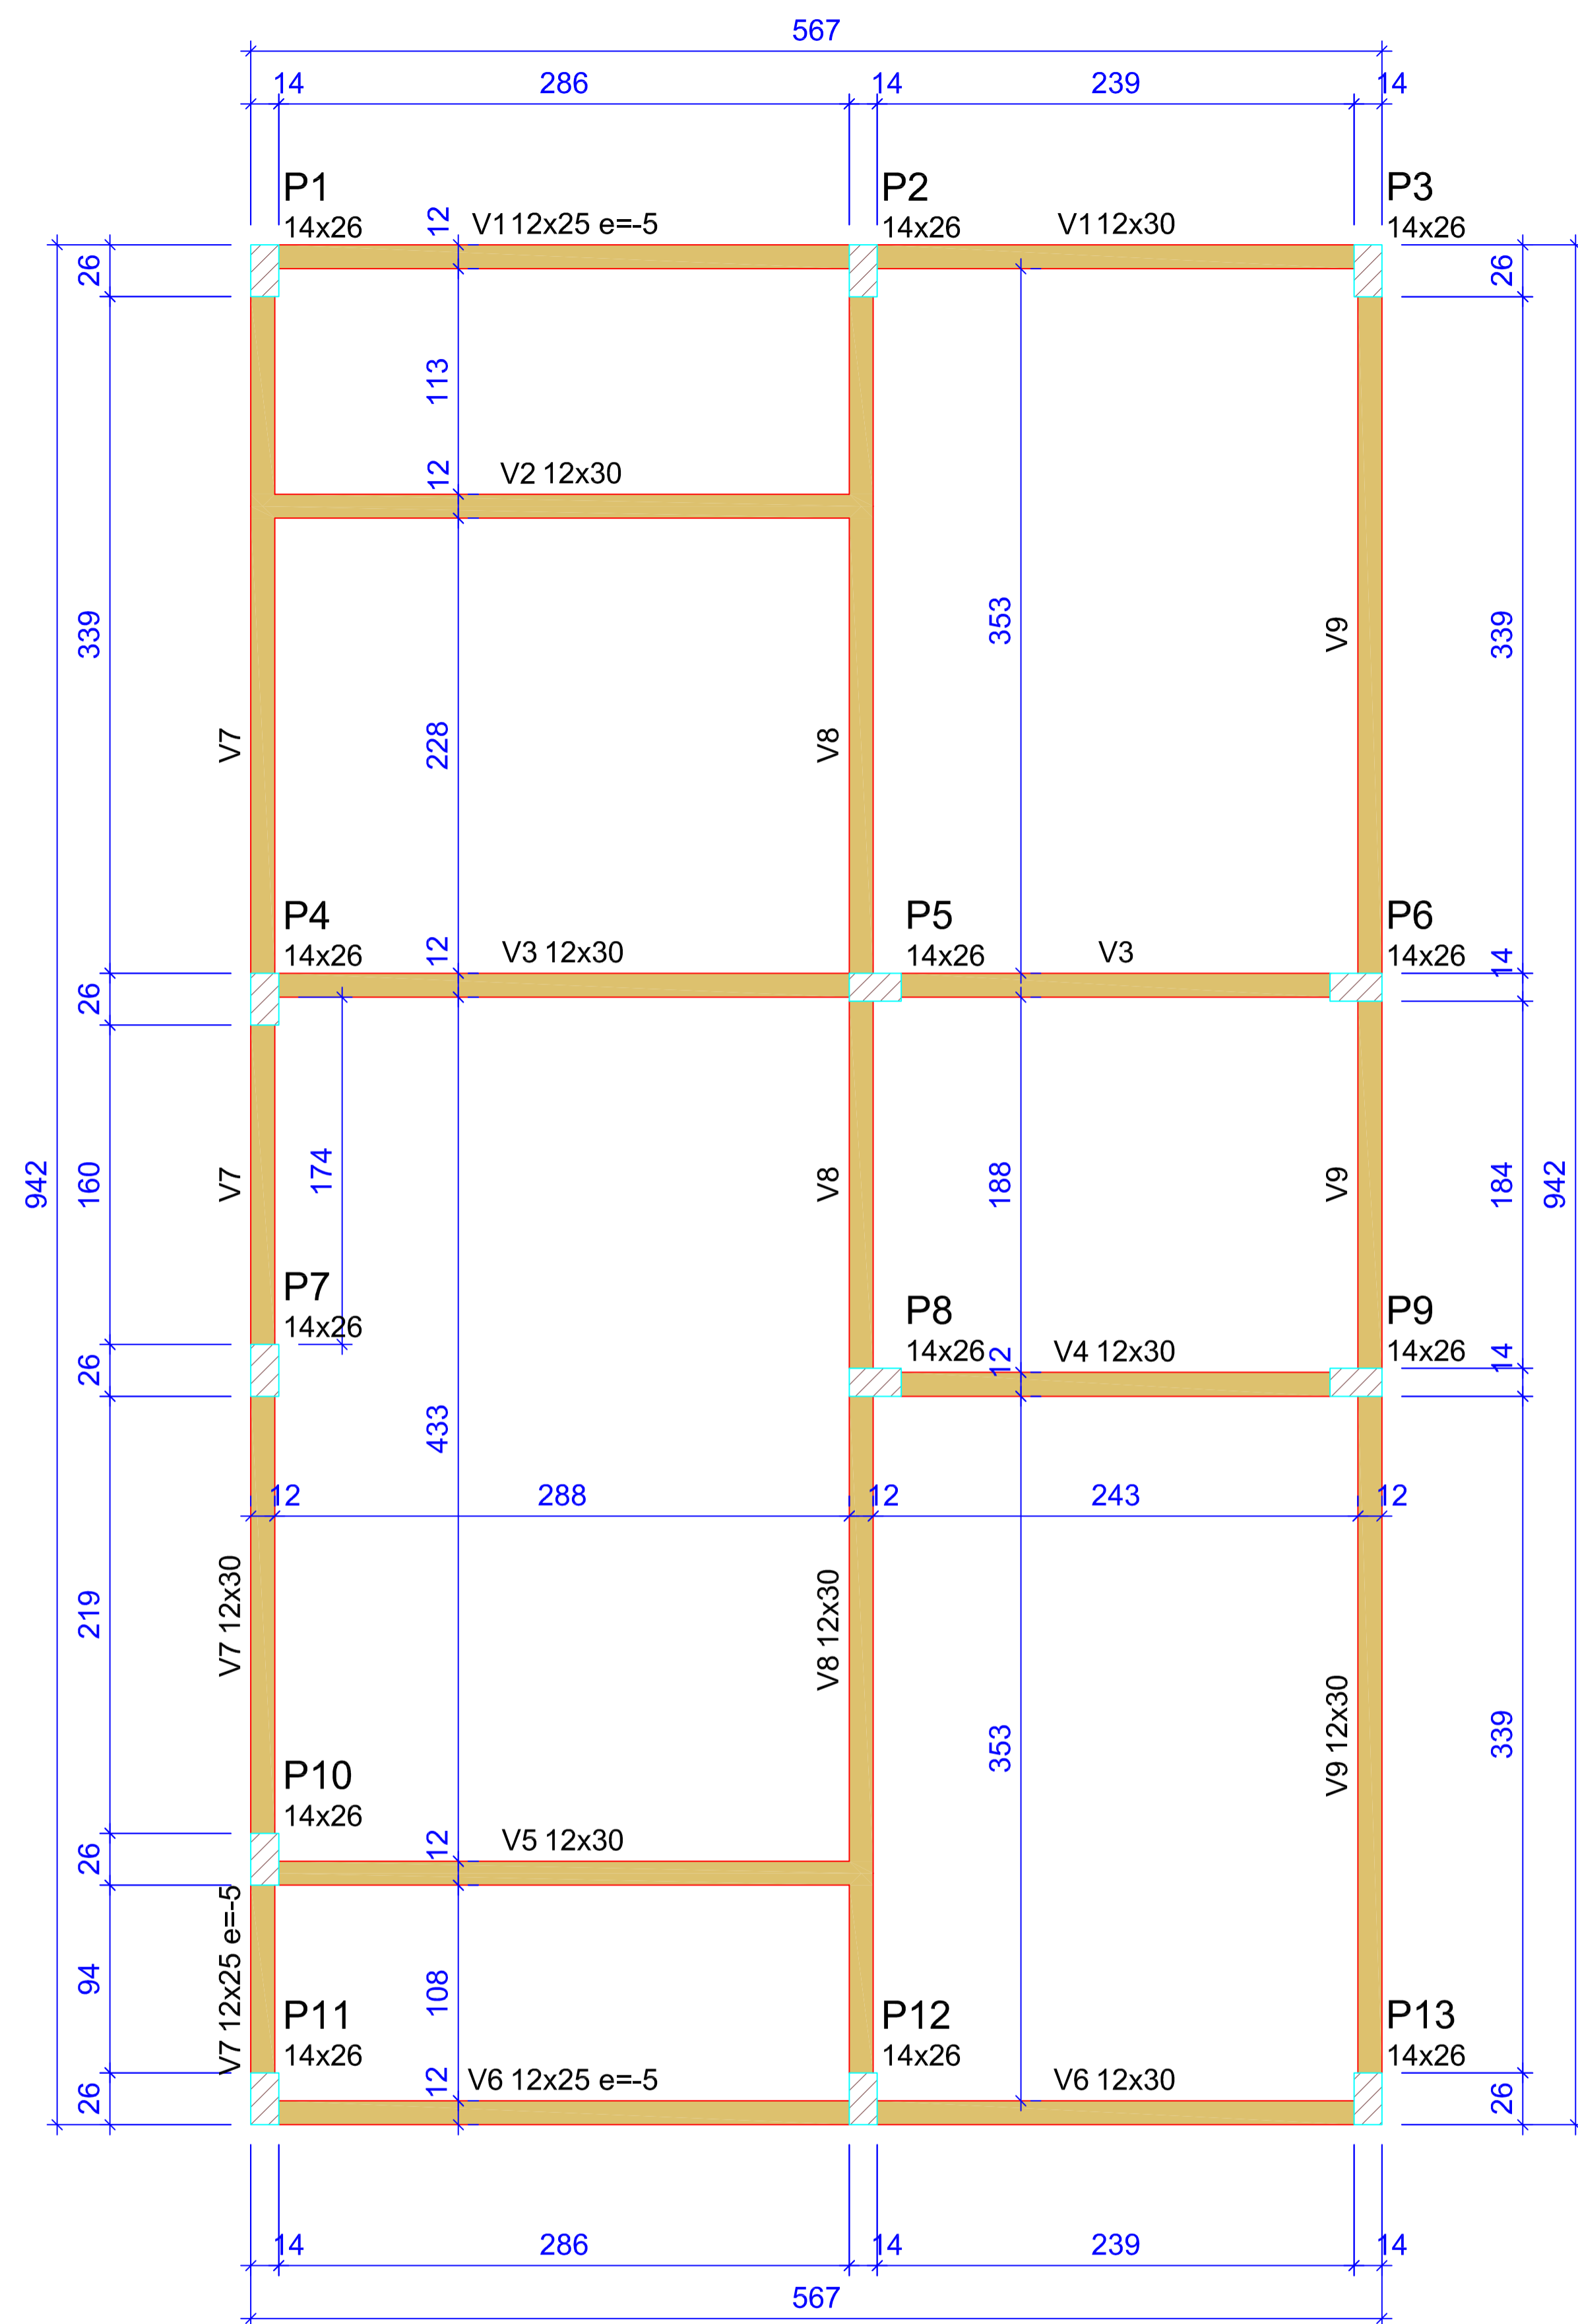 567
14 286 14 239 14
P1 P2 P3
14x26 12 V1 12x25 e=-5 14x26 V1 12x30 14x26
26 26
113
12 V2 12x30
339 353 V9 339
V7 228 V8
P4 P5 P6
14x26 12 V3 12x30 14x26 V3 14x26 14
26
942 160 V7 174 V8 188 V9 184 942
P7 P8 P9
14x26 14x26 12 V4 12x30 14x26 14
26
433
12 288 12 243 12
219 V7 12x30 V8 12x30
353 V9 12x30 339
P10
14x26
26 12 V5 12x30
V7 12x25 e=-5
94 108
P11 P12 P13
14x26 14x26 14x26
26 12 V6 12x25 e=-5 V6 12x30 26
14 286 14 239 14
567